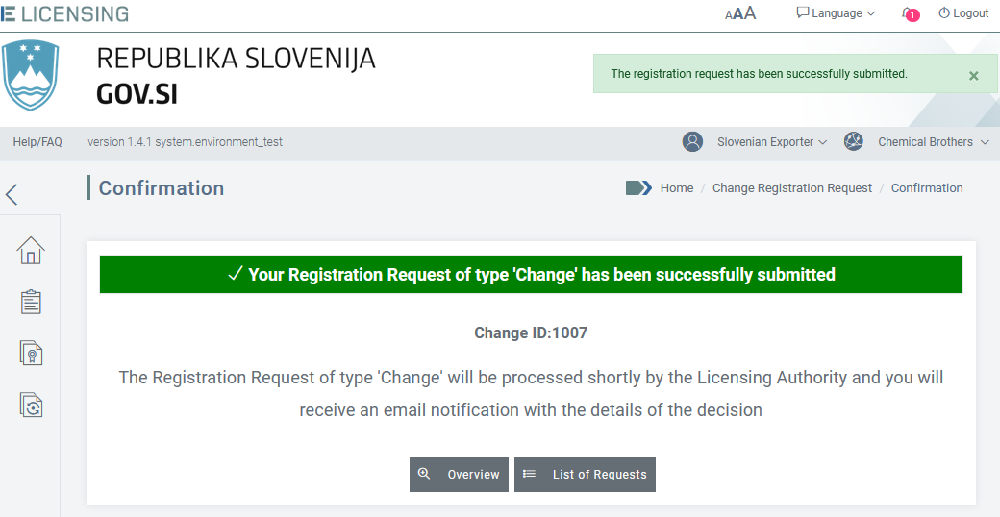 E LICENSING
AAA
Language
1
Logout
REPUBLIKA SLOVENIJA
GOV.SI
The registration request has been successfully submitted.
×
Help/FAQ
version 1.4.1 system.environment_test
Slovenian Exporter
Chemical Brothers
Confirmation
Home / Change Registration Request / Confirmation
✓ Your Registration Request of type 'Change' has been successfully submitted
Change ID:1007
The Registration Request of type 'Change' will be processed shortly by the Licensing Authority and you will
receive an email notification with the details of the decision
Overview
List of Requests